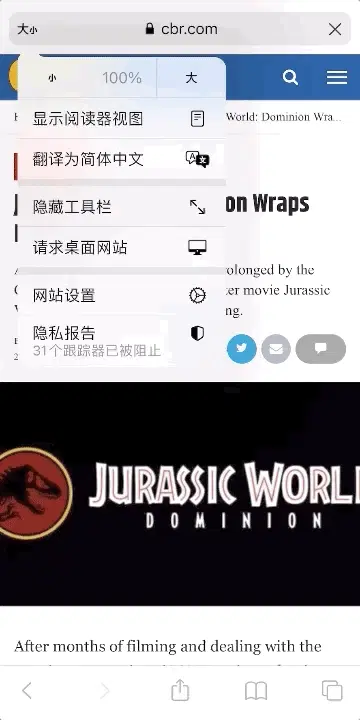 大小 cbr.com
小 100% 大
显示阅读器视图
World: Dominion Wra...
翻译为简体中文
隐藏工具栏
on Wraps
请求桌面网站
olonged by the
网站设置
er movie Jurassic
ng.
隐私报告
31个跟踪器已被阻止
JURASSIC WORL
DOMINION
After months of filming and dealing with the